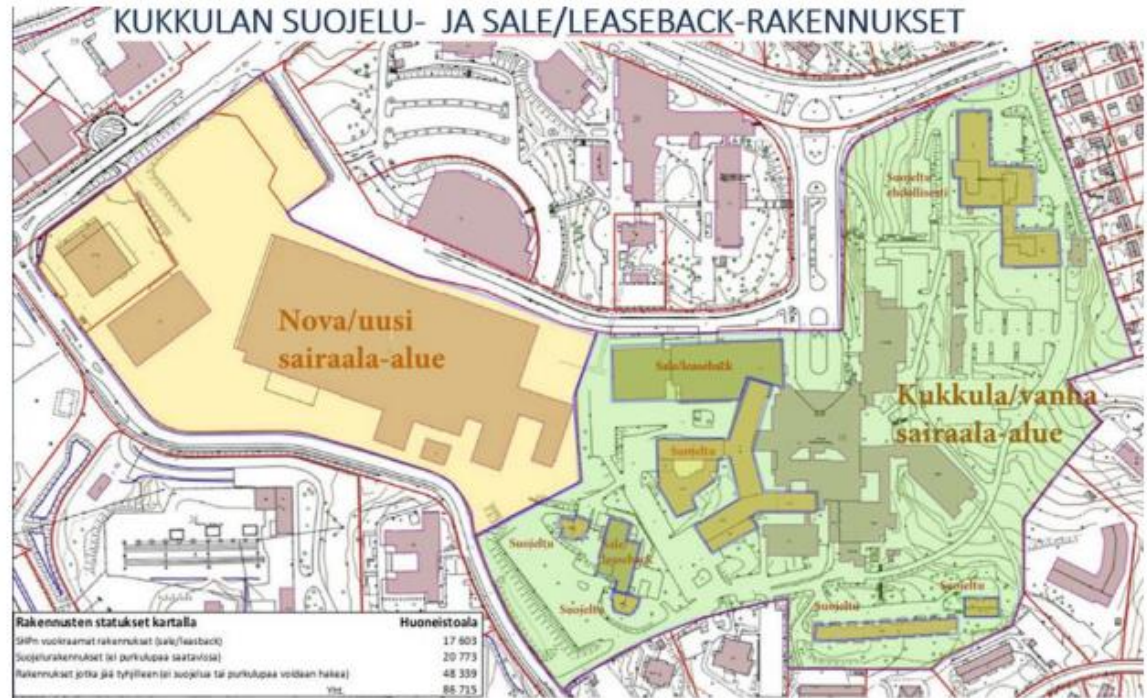 KUKKULAN SUOJELU- JA SALE/LEASEBACK-RAKENNUKSET
Suojeltu
ehdollisesti
Nova/uusi
sairaala-alue
Sale/leaseback
Kukkula/vanha
sairaala-alue
Suojeltu
Suojeltu
Sale/
leaseback
Suojeltu
Suojeltu
Suojeltu
Rakennusten statukset kartalla Huoneistoala
SHPn vuokraamat rakennukset (sale/leasback) 17 603
Suojelurakennukset (ei purkulupaa saatavissa) 20 773
Rakennukset jotka jää tyhjilleen (ei suojelua tai purkulupaa voidaan hakea) 48 339
Yht. 86 715